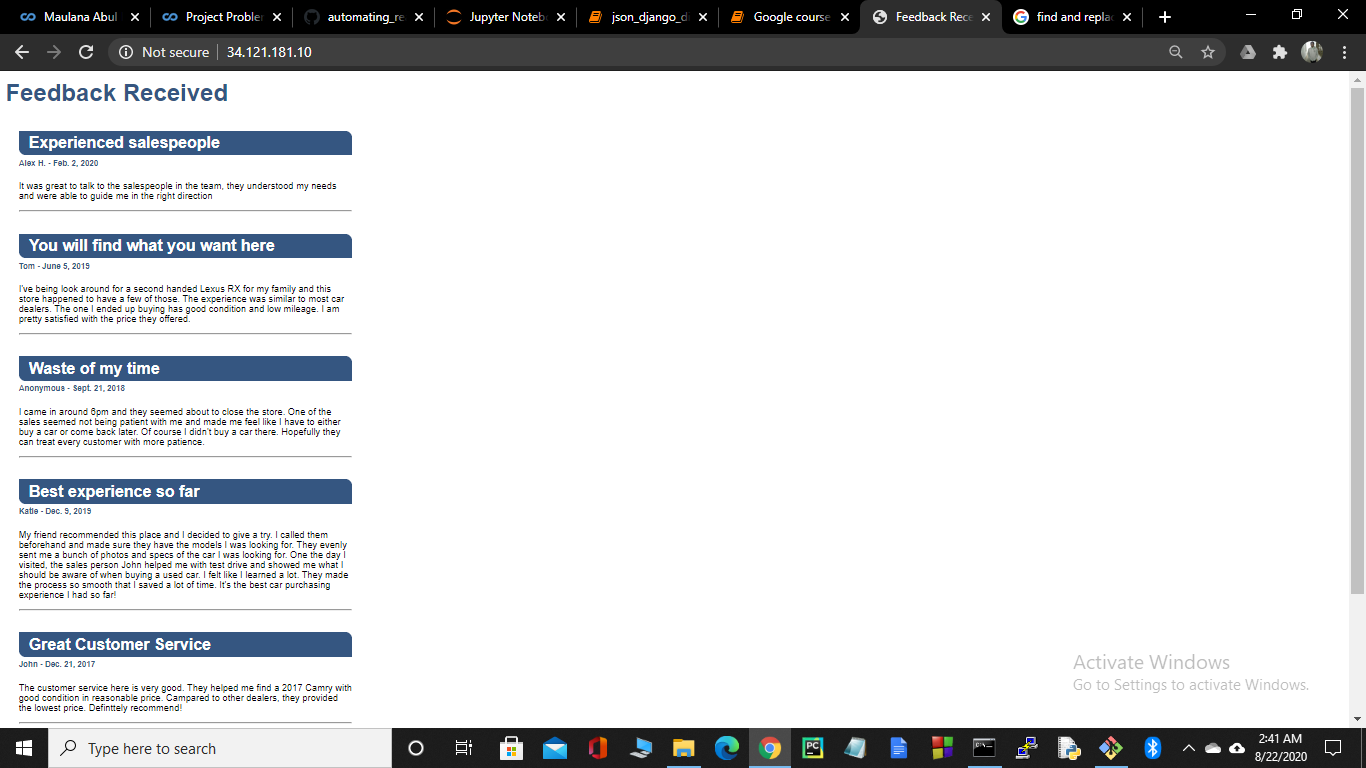 Maulana Abul
Project Probler
automating_re
Jupyter Noteb
json_django_di
Google course
Feedback Rece
find and replac
Not secure
34.121.181.10
Feedback Received
Experienced salespeople
Alex H. - Feb. 2, 2020
It was great to talk to the salespeople in the team, they understood my needs
and were able to guide me in the right direction
You will find what you want here
Tom - June 5, 2019
I've being look around for a second handed Lexus RX for my family and this
store happened to have a few of those. The experience was similar to most car
dealers. The one I ended up buying has good condition and low mileage. I am
pretty satisfied with the price they offered.
Waste of my time
Anonymous - Sept. 21, 2018
I came in around 6pm and they seemed about to close the store. One of the
sales seemed not being patient with me and made me feel like I have to either
buy a car or come back later. Of course I didn't buy a car there. Hopefully they
can treat every customer with more patience.
Best experience so far
Katie - Dec. 9, 2019
My friend recommended this place and I decided to give a try. I called them
beforehand and made sure they have the models I was looking for. They evenly
sent me a bunch of photos and specs of the car I was looking for. One the day I
visited, the sales person John helped me with test drive and showed me what I
should be aware of when buying a used car. I felt like I learned a lot. They made
the process so smooth that I saved a lot of time. It's the best car purchasing
experience I had so far!
Great Customer Service
John - Dec. 21, 2017
The customer service here is very good. They helped me find a 2017 Camry with
good condition in reasonable price. Campared to other dealers, they provided
the lowest price. Definttely recommend!
Activate Windows
Go to Settings to activate Windows.
Type here to search
PC
2:41 AM
8/22/2020